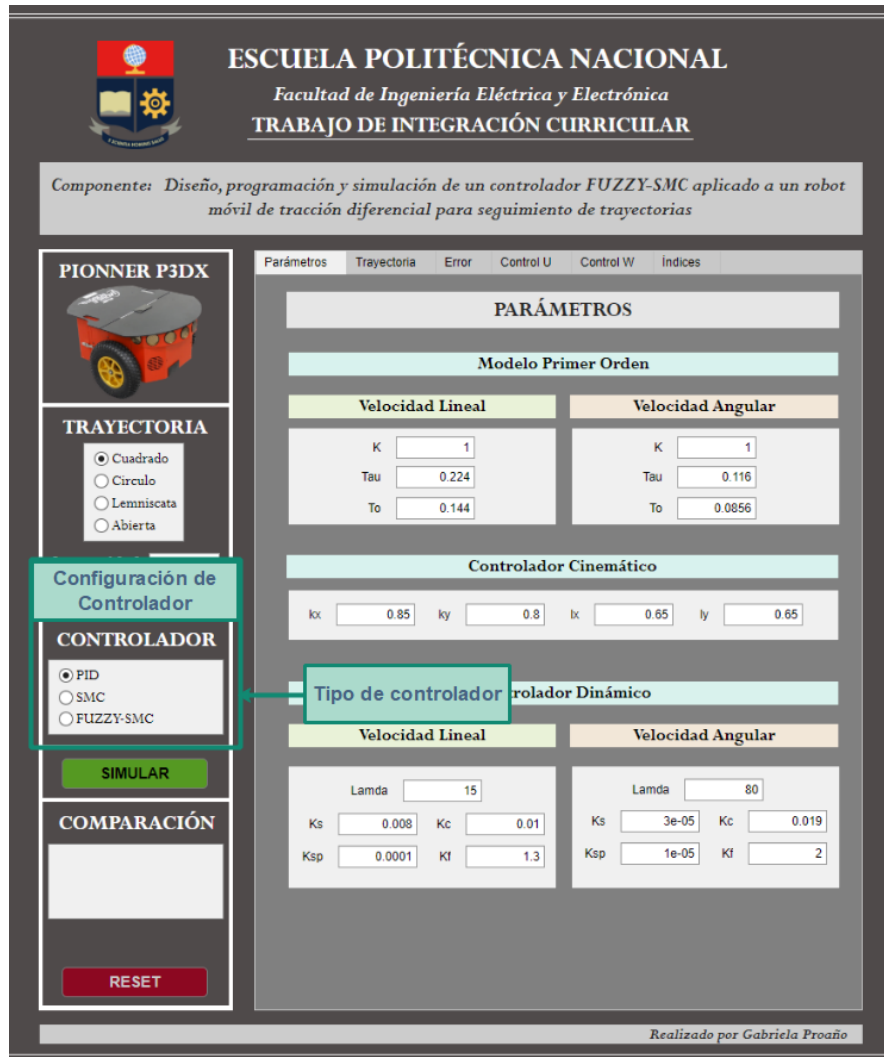 ESCUELA POLITÉCNICA NACIONAL
Facultad de Ingeniería Eléctrica y Electrónica
TRABAJO DE INTEGRACIÓN CURRICULAR
Componente: Diseño, programación y simulación de un controlador FUZZY-SMC aplicado a un robot
móvil de tracción diferencial para seguimiento de trayectorias
PIONNER P3DX
TRAYECTORIA
Cuadrado
Circulo
Lemniscata
Abierta
Configuración de
Controlador
CONTROLADOR
PID
SMC
FUZZY-SMC
SIMULAR
COMPARACIÓN
RESET
Parámetros Trayectoria Error Control U Control W Índices
PARÁMETROS
Modelo Primer Orden
Velocidad Lineal Velocidad Angular
K 1 K 1
Tau 0.224 Tau 0.116
To 0.144 To 0.0856
Controlador Cinemático
kx 0.85 ky 0.8 lx 0.65 ly 0.65
Tipo de controlador trolador Dinámico
Velocidad Lineal Velocidad Angular
Lamda 15 Lamda 80
Ks 0.008 Kc 0.01 Ks 3e-05 Kc 0.019
Ksp 0.0001 Kf 1.3 Ksp 1e-05 Kf 2
Realizado por Gabriela Proaño